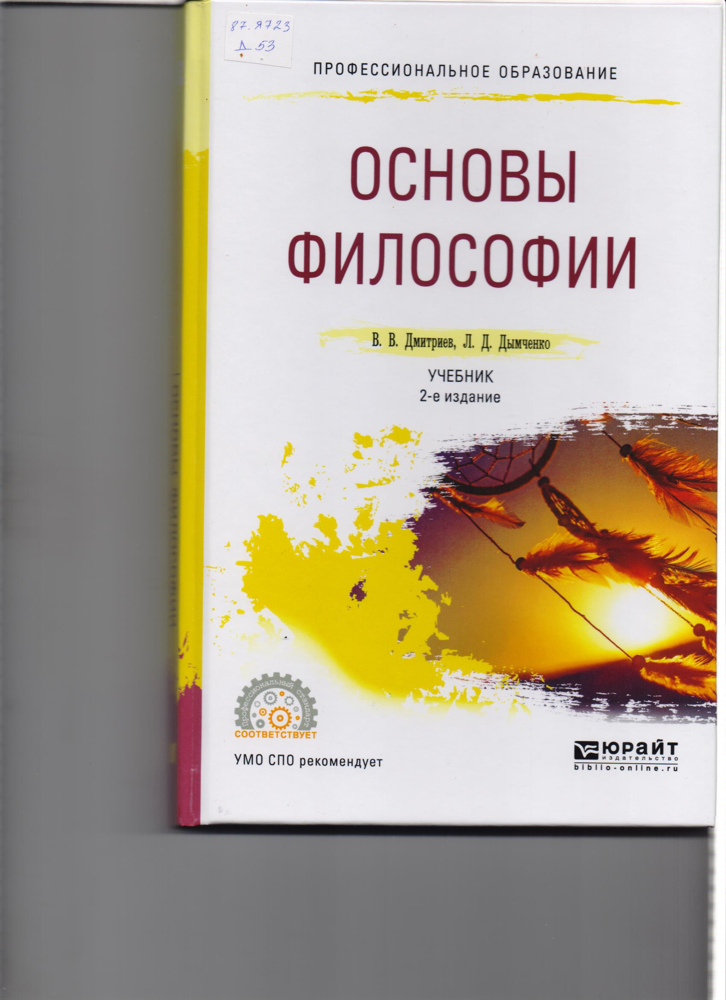 87.Я723
Д 53
ПРОФЕССИОНАЛЬНОЕ ОБРАЗОВАНИЕ
ОСНОВЫ
ФИЛОСОФИИ
В. В. Дмитриев, Л. Д. Дымченко
УЧЕБНИК
2-е издание
Профессиональный стандарт
СООТВЕТСТВУЕТ
УМО СПО рекомендует
ЮРАЙТ
издательство
biblio-online.ru